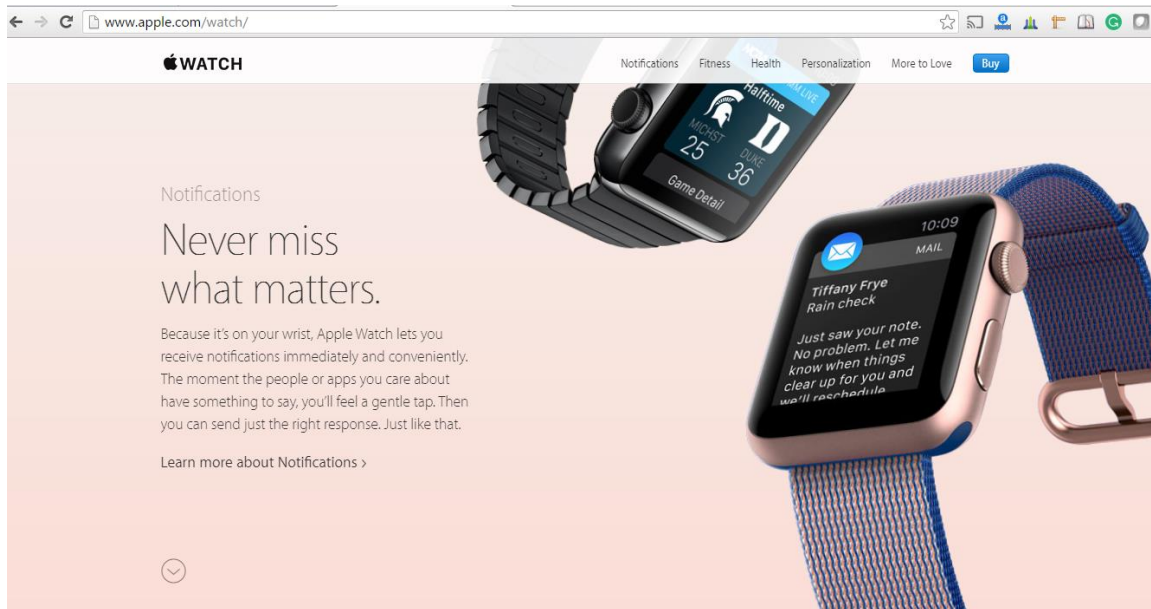 www.apple.com/watch/
WATCH
Notifications Fitness Health Personalization More to Love Buy
LIVE
Halftime
MICHST DUKE
25 36
Game Detail
Notifications
Never miss
what matters.
Because it's on your wrist, Apple Watch lets you
receive notifications immediately and conveniently.
The moment the people or apps you care about
have something to say, you'll feel a gentle tap. Then
you can send just the right response. Just like that.
Learn more about Notifications >
10:09
MAIL
Tiffany Frye
Rain check
Just saw your note.
No problem. Let me
know when things
clear up for you and
we'll reschedule